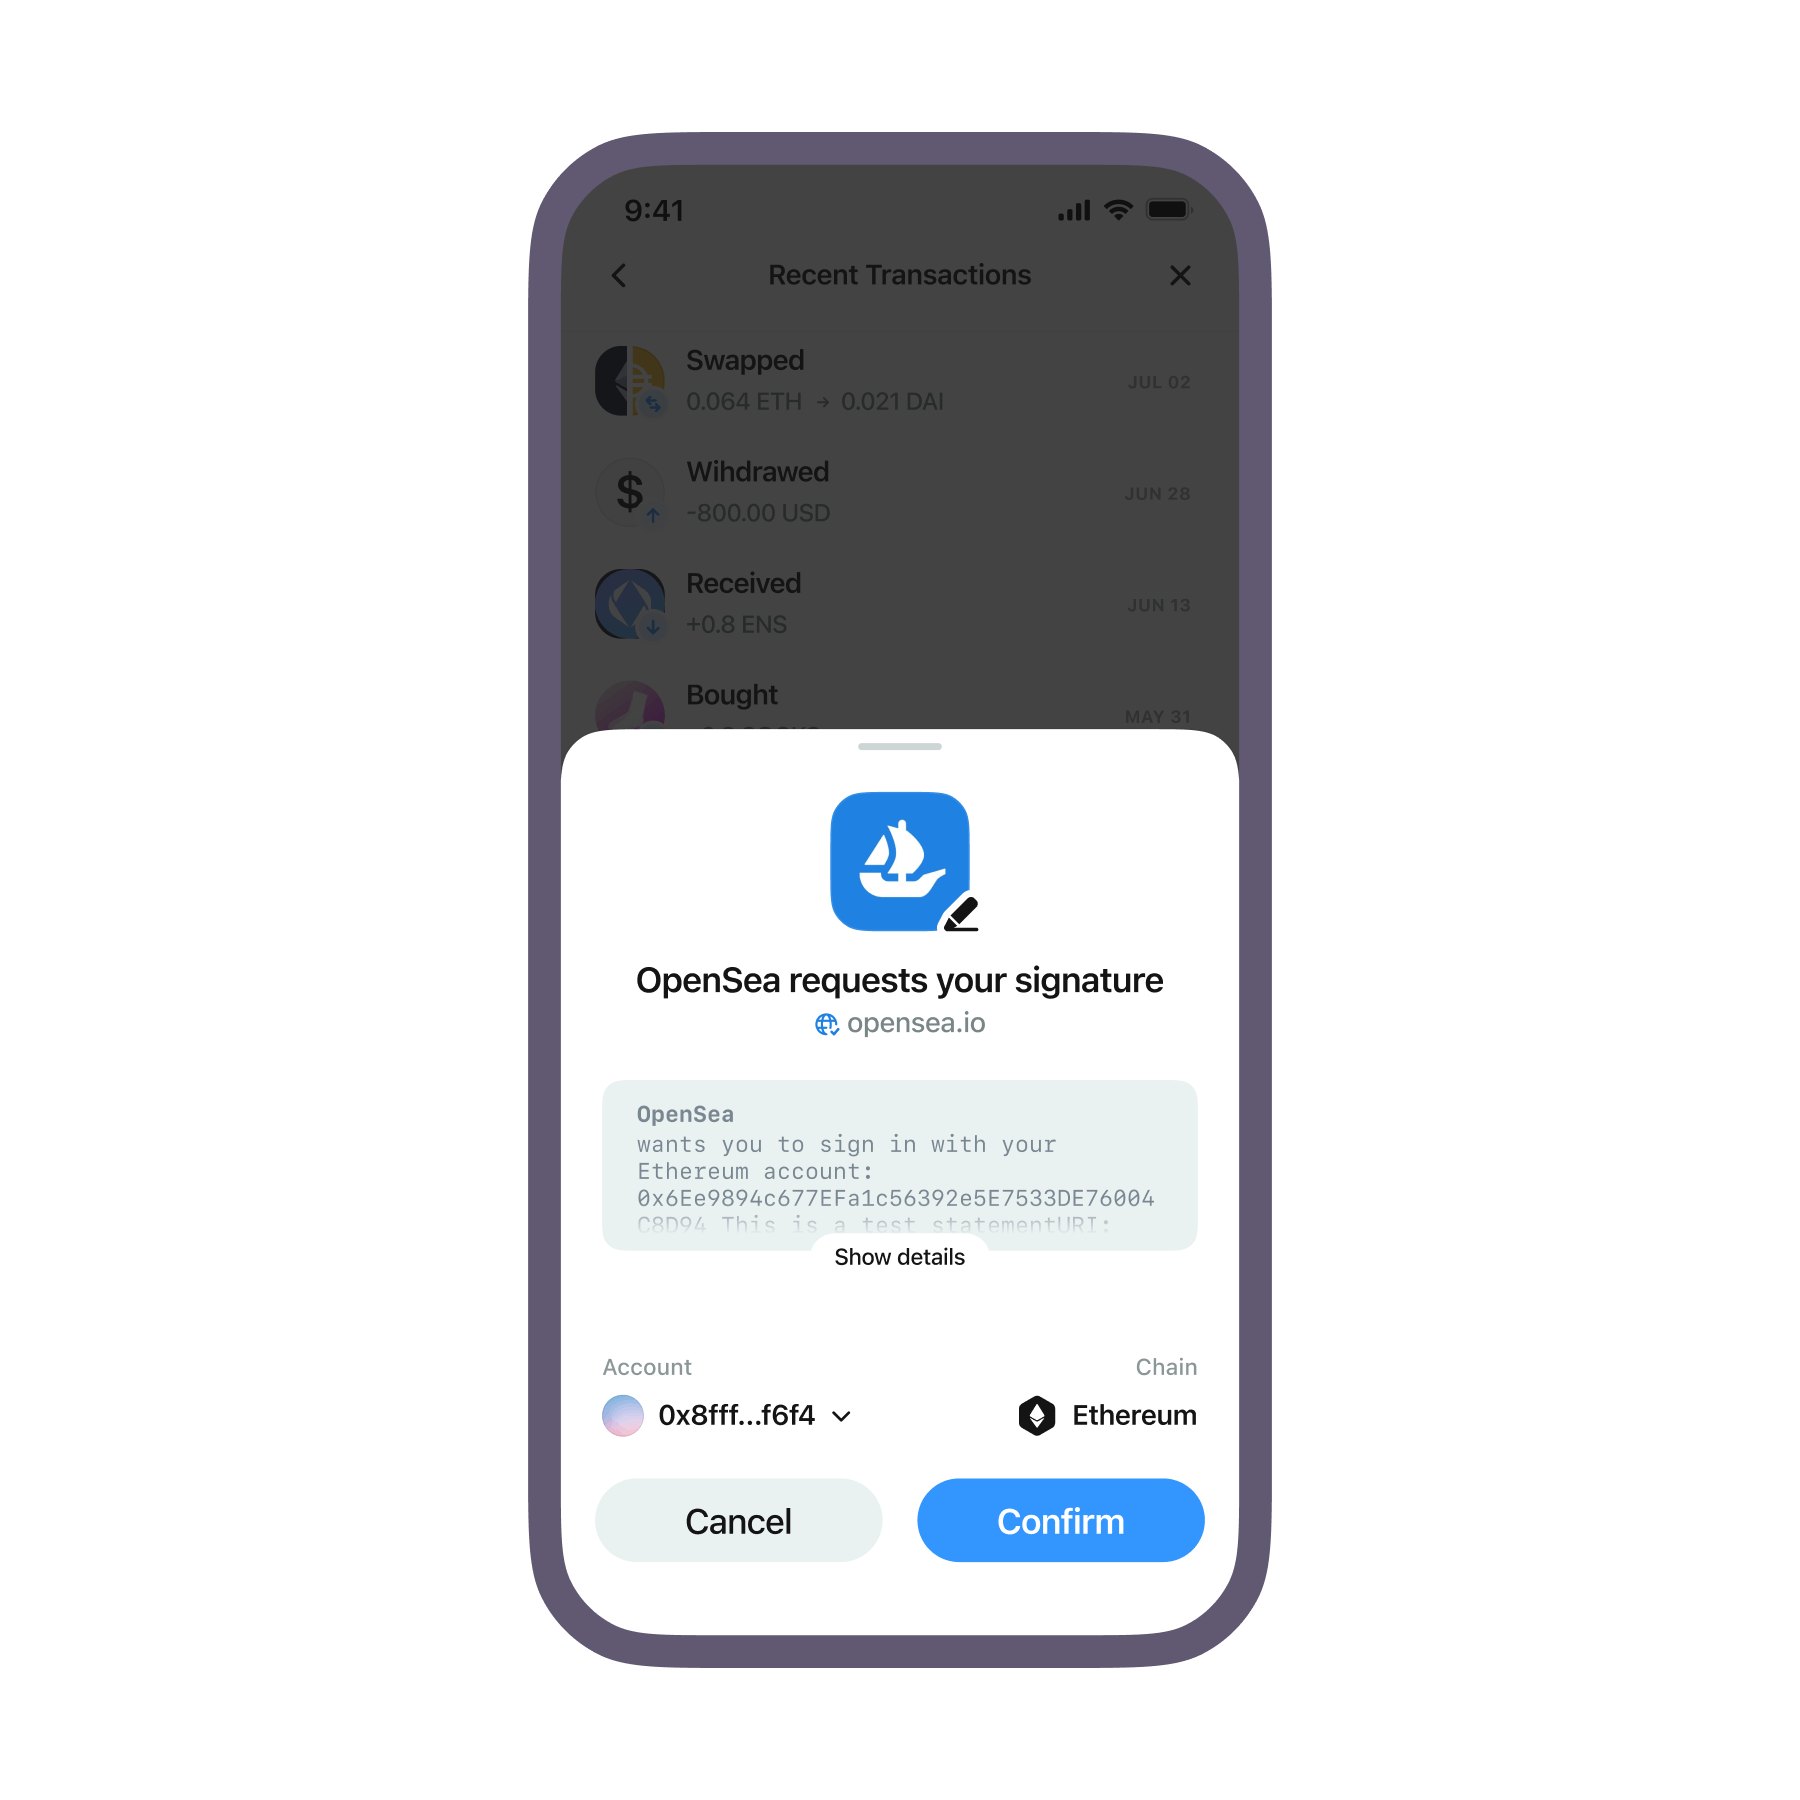 9:41
Recent Transactions
Swapped
JUL 02
0.064 ETH → 0.021 DAI
Wihdrawed
JUN 28
-800.00 USD
Received
JUN 13
+0.8 ENS
Bought
MAY 31
OpenSea requests your signature
opensea.io
OpenSea
wants you to sign in with your
Ethereum account:
0x6Ee9894c677EFa1c56392e5E7533DE76004
C8D94 This is a test statementURI:
Show details
Account
Chain
0x8fff...f6f4
Ethereum
Cancel
Confirm